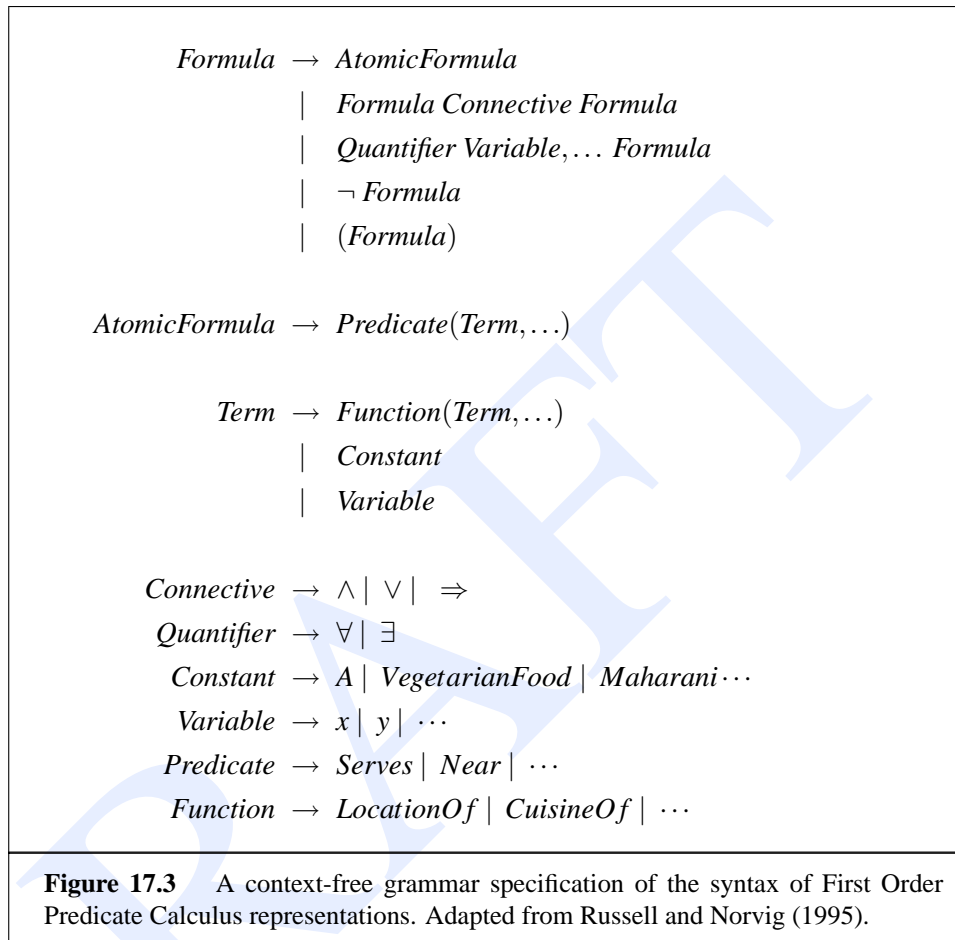 Formula → AtomicFormula
| Formula Connective Formula
| Quantifier Variable,… Formula
| ¬ Formula
| (Formula)
AtomicFormula → Predicate(Term,…)
Term → Function(Term,…)
| Constant
| Variable
Connective → ∧ | ∨ | ⇒
Quantifier → ∀ | ∃
Constant → A | VegetarianFood | Maharani ···
Variable → x | y | ···
Predicate → Serves | Near | ···
Function → LocationOf | CuisineOf | ···
Figure 17.3 A context-free grammar specification of the syntax of First Order
Predicate Calculus representations. Adapted from Russell and Norvig (1995).
RAFT